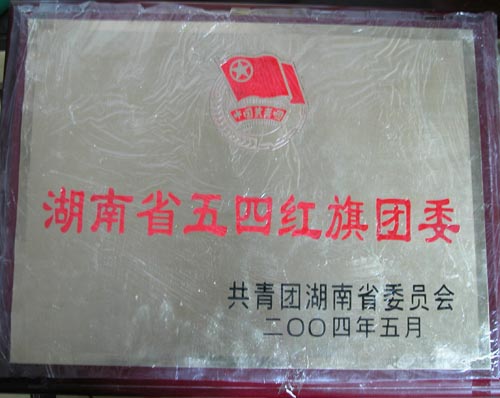 中国共青团
湖南省五四红旗团委
共青团湖南省委员会
二〇〇四年五月